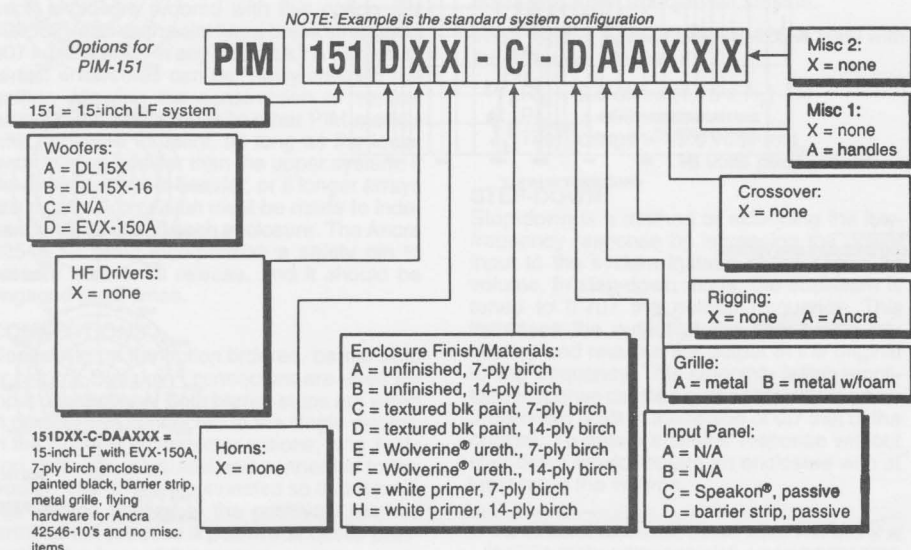 NOTE: Example is the standard system configuration
Options for
PIM-151
PIM 151DXX-C-DAAXXX
Misc 2:
X = none
151 = 15-inch LF system
Misc 1:
X = none
A = handles
Woofers:
A = DL15X
B = DL15X-16
C = N/A
D = EVX-150A
Crossover:
X = none
HF Drivers:
X = none
Rigging:
X = none A = Ancra
Enclosure Finish/Materials:
A = unfinished, 7-ply birch
B = unfinished, 14-ply birch
C = textured blk paint, 7-ply birch
D = textured blk paint, 14-ply birch
E = Wolverine® ureth., 7-ply birch
F = Wolverine® ureth., 14-ply birch
G = white primer, 7-ply birch
H = white primer, 14-ply birch
Grille:
A = metal B = metal w/foam
Input Panel:
A = N/A
B = N/A
C = Speakon®, passive
D = barrier strip, passive
Horns:
X = none
151DXX-C-DAAXXX =
15-inch LF with EVX-150A,
7-ply birch enclosure,
painted black, barrier strip,
metal grille, flying
hardware for Ancra
42546-10's and no misc.
items